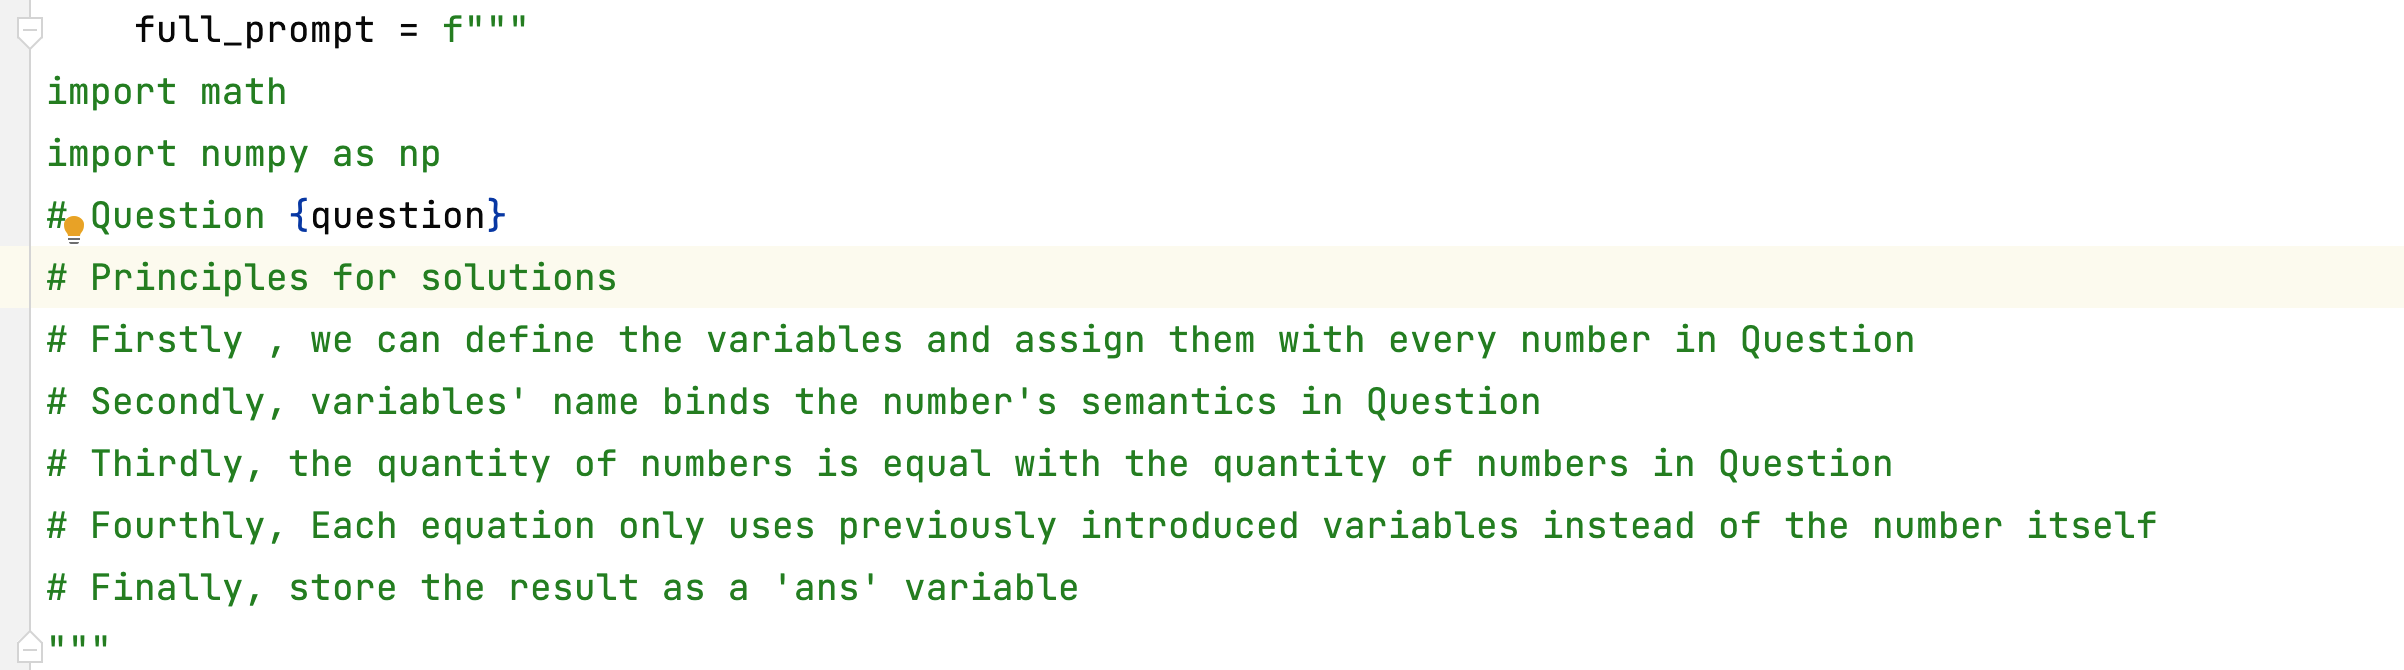 full_prompt = f"""
import math
import numpy as np
# Question {question}
# Principles for solutions
# Firstly , we can define the variables and assign them with every number in Question
# Secondly, variables' name binds the number's semantics in Question
# Thirdly, the quantity of numbers is equal with the quantity of numbers in Question
# Fourthly, Each equation only uses previously introduced variables instead of the number itself
# Finally, store the result as a 'ans' variable
"""